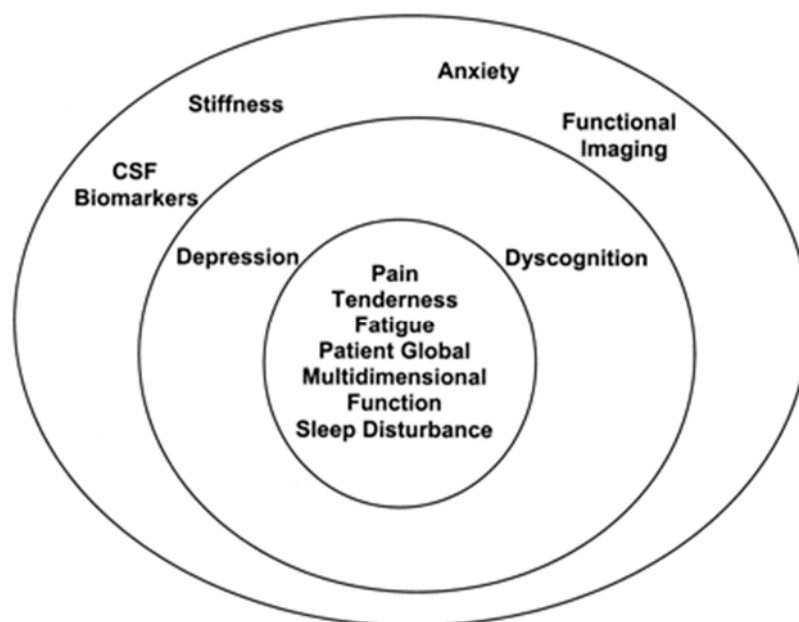 Anxiety
Stiffness
Functional
Imaging
CSF
Biomarkers
Depression
Dyscognition
Pain
Tenderness
Fatigue
Patient Global
Multidimensional
Function
Sleep Disturbance